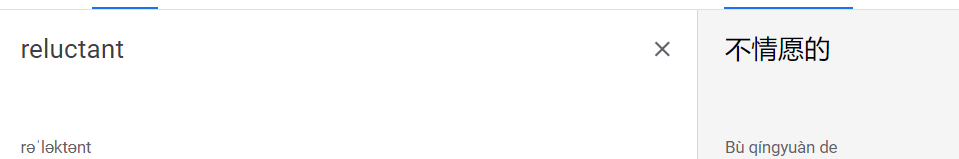 reluctant
不情愿的
rəˈləktənt
Bù qíngyuàn de